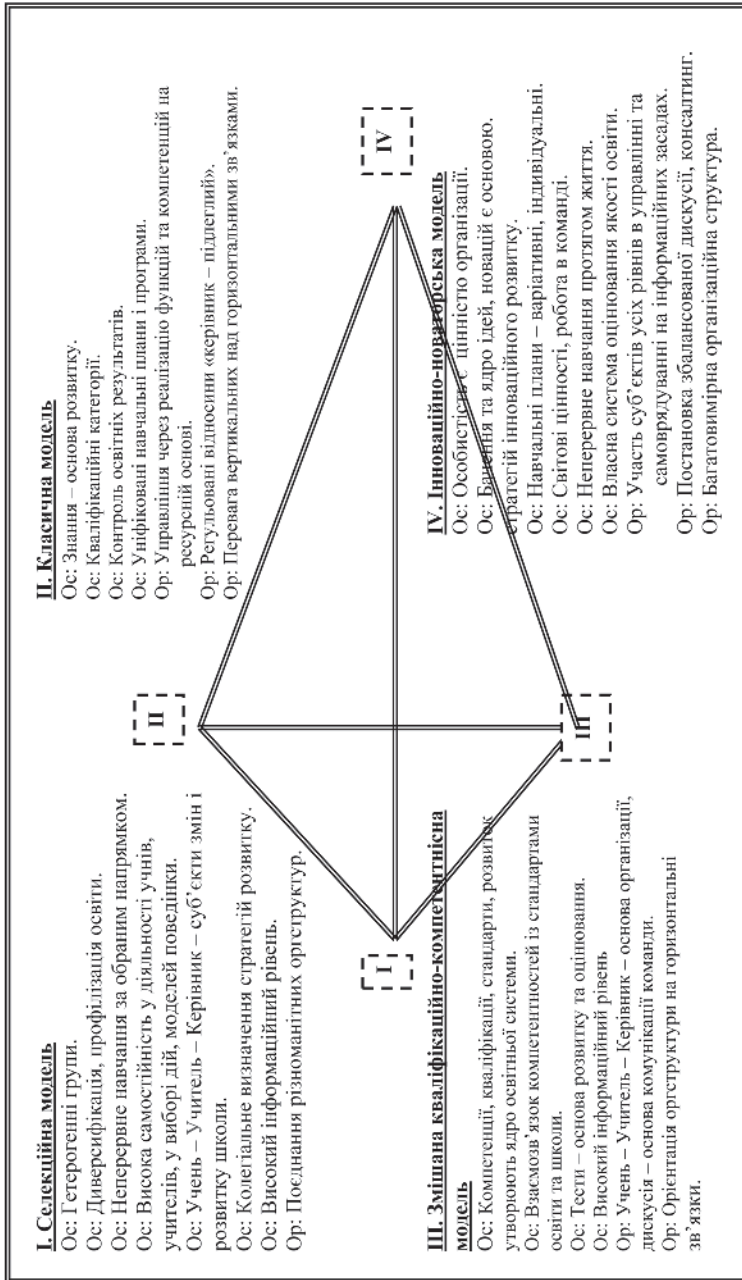 І. Селекційна модель
Ос: Гетерогенні групи.
Ос: Диверсифікація, профілізація освіти.
Ос: Неперервне навчання за обраним напрямком.
Ос: Висока самостійність у діяльності учнів,
учителів, у виборі дій, моделей поведінки.
Ос: Учень – Учитель – Керівник – суб’єкти змін і
розвитку школи.
Ос: Колегіальне визначення стратегій розвитку.
Ос: Високий інформаційний рівень.
Ор: Поєднання різноманітних оргструктур.
ІІ. Класична модель
Ос: Знання – основа розвитку.
Ос: Кваліфікаційні категорії.
Ос: Контроль освітніх результатів.
Ос: Уніфіковані навчальні плани і програми.
Ор: Управління через реалізацію функцій та компетенцій на
ресурсній основі.
Ор: Регульовані відносини «керівник – підлеглий».
Ор: Перевага вертикальних над горизонтальними зв’язками.
ІІ
І
ІV
ІІІ
ІІІ. Змішана кваліфікаційно-компетентнісна
модель
Ос: Компетенції, кваліфікації, стандарти, розвиток
утворюють ядро освітньої системи.
Ос: Взаємозв’язок компетентностей із стандартами
освіти та школи.
Ос: Тести – основа розвитку та оцінювання.
Ос: Високий інформаційний рівень
Ор: Учень – Учитель – Керівник – основа організації,
дискусія – основа комунікації команди.
Ор: Орієнтація оргструктури на горизонтальні
зв’язки.
ІV. Інноваційно-новаторська модель
Ос: Особистість є цінністю організації.
Ос: Бачення та ядро ідей, новацій є основою
стратегій інноваційного розвитку.
Ос: Навчальні плани – варіативні, індивідуальні.
Ос: Світові цінності, робота в команді.
Ос: Неперервне навчання протягом життя.
Ос: Власна система оцінювання якості освіти.
Ор: Участь суб’єктів усіх рівнів в управлінні та
самоврядуванні на інформаційних засадах.
Ор: Постановка збалансованої дискусії, консалтинг.
Ор: Багатовимірна організаційна структура.